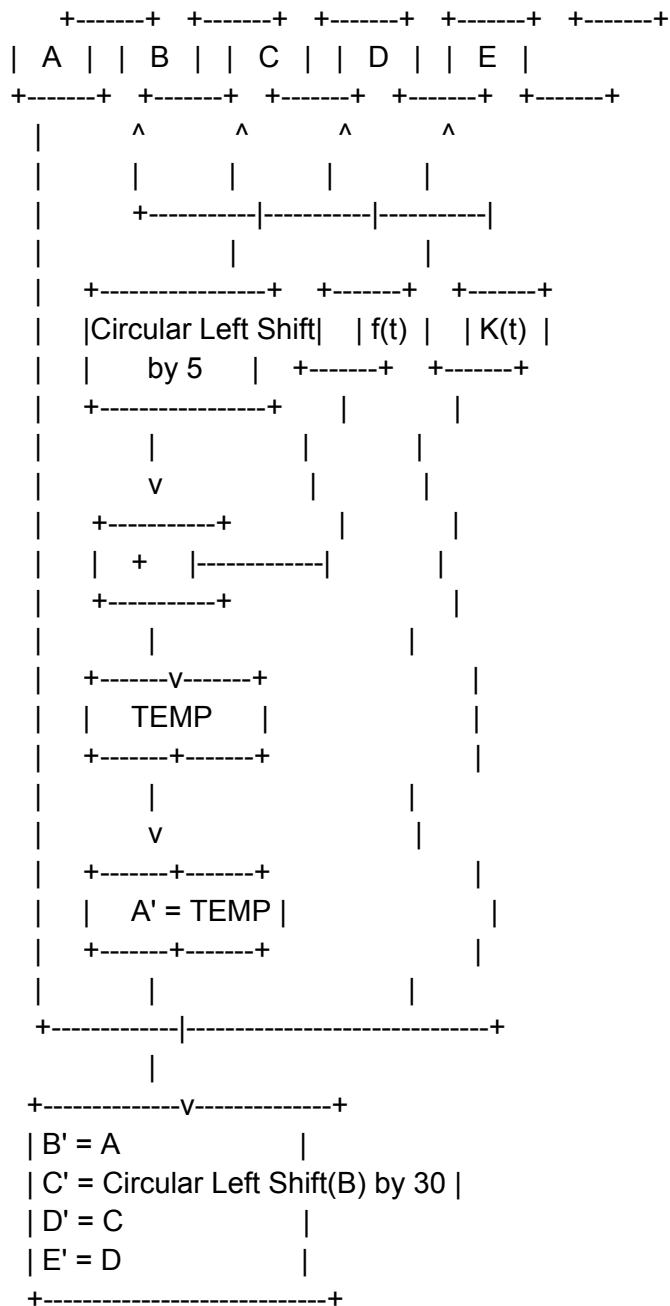 +-------+ +-------+ +-------+ +-------+ +-------+
| A | | B | | C | | D | | E |
+-------+ +-------+ +-------+ +-------+ +-------+
| ^ ^ ^ ^
| | | | |
| +-----------|-----------|-----------|
| | |
| +-----------------+ +-------+ +-------+
| |Circular Left Shift| | f(t) | | K(t) |
| | by 5 | +-------+ +-------+
| +-----------------+ | |
| | | |
| v | |
| +-----------+ | |
| | + |-------------| |
| +-----------+ |
| | |
| +-------v-------+ |
| | TEMP | |
| +-------+-------+ |
| | |
| v |
| +-------+-------+ |
| | A' = TEMP | |
| +-------+-------+ |
| | |
+-------------|-------------------------------+
|
+--------------v--------------+
| B' = A |
| C' = Circular Left Shift(B) by 30 |
| D' = C |
| E' = D |
+-----------------------------+